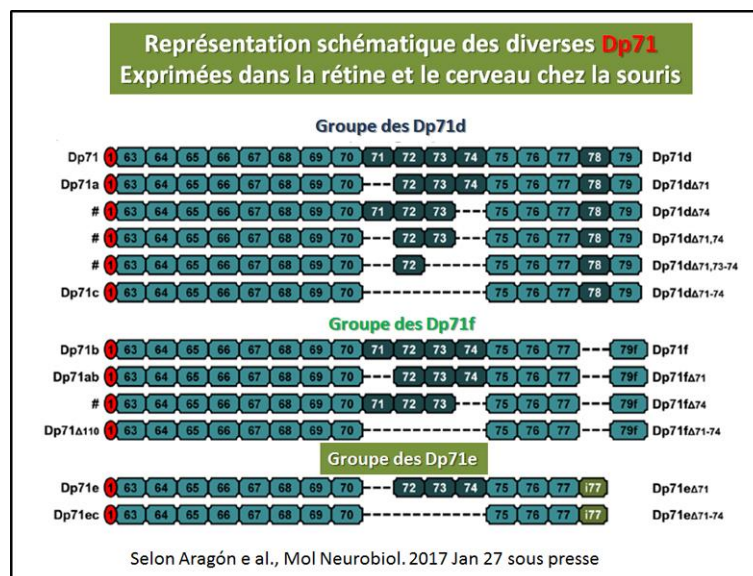 Représentation schématique des diverses Dp71
Exprimées dans la rétine et le cerveau chez la souris
Groupe des Dp71d
Dp71 1 63 64 65 66 67 68 69 70 71 72 73 74 75 76 77 78 79 Dp71d
Dp71a 1 63 64 65 66 67 68 69 70 72 73 74 75 76 77 78 79 Dp71dΔ71
# 1 63 64 65 66 67 68 69 70 71 72 73 75 76 77 78 79 Dp71dΔ74
# 1 63 64 65 66 67 68 69 70 72 73 75 76 77 78 79 Dp71dΔ71,74
# 1 63 64 65 66 67 68 69 70 72 75 76 77 78 79 Dp71dΔ71,73-74
Dp71c 1 63 64 65 66 67 68 69 70 75 76 77 78 79 Dp71dΔ71-74
Groupe des Dp71f
Dp71b 1 63 64 65 66 67 68 69 70 71 72 73 74 75 76 77 79f Dp71f
Dp71ab 1 63 64 65 66 67 68 69 70 72 73 74 75 76 77 79f Dp71fΔ71
# 1 63 64 65 66 67 68 69 70 71 72 73 75 76 77 79f Dp71fΔ74
Dp71Δ110 1 63 64 65 66 67 68 69 70 75 76 77 79f Dp71fΔ71-74
Groupe des Dp71e
Dp71e 1 63 64 65 66 67 68 69 70 72 73 74 75 76 77 i77 Dp71eΔ71
Dp71ec 1 63 64 65 66 67 68 69 70 75 76 77 i77 Dp71eΔ71-74
Selon Aragón e al., Mol Neurobiol. 2017 Jan 27 sous presse